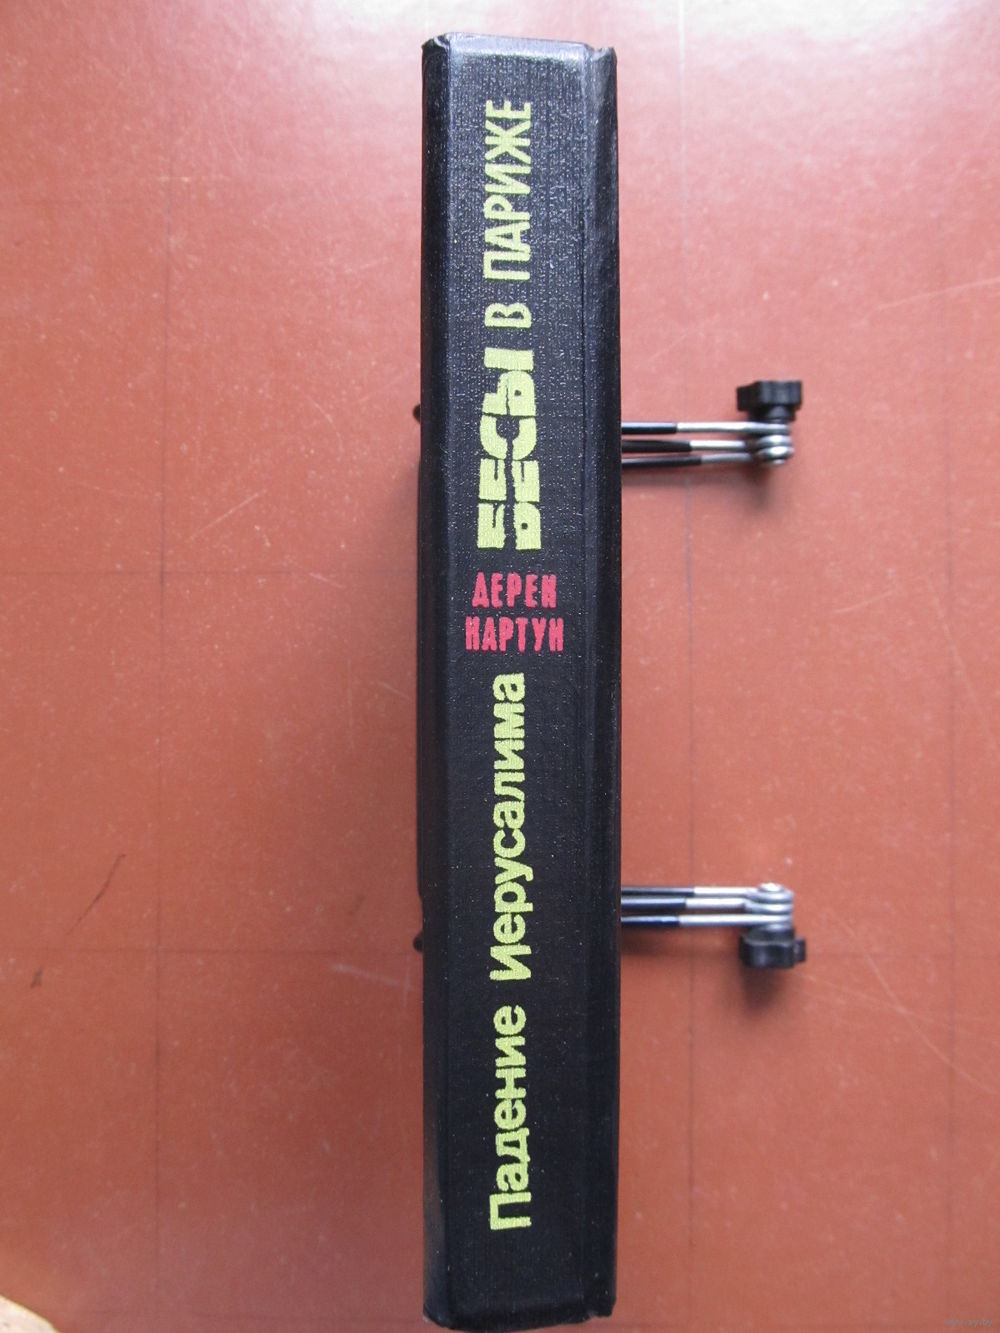 Падение Иерусалима
ДЕРЕК
КАРТУН
БЕСЫ В ПАРИЖЕ